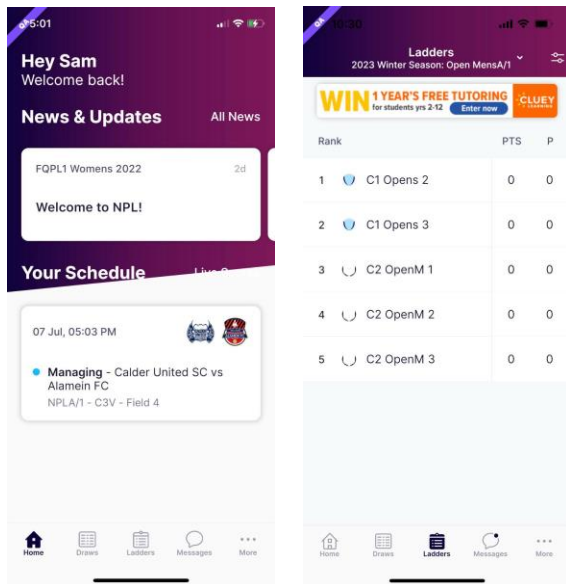 QA
5:01
Hey Sam
Welcome back!
News & Updates
All News
FQPL1 Womens 2022
2d
Welcome to NPL!
Your Schedule
07 Jul, 05:03 PM
Managing - Calder United SC vs
Alamein FC
NPLA/1 - C3V - Field 4
Home
Draws
Ladders
Messages
More
QA
10:30
Ladders
2023 Winter Season: Open MensA/1
WIN 1 YEAR'S FREE TUTORING
for students yrs 2-12
Enter now
CLUEY
LEARNING
Rank
PTS
P
1 C1 Opens 2 0 0
2 C1 Opens 3 0 0
3 C2 OpenM 1 0 0
4 C2 OpenM 2 0 0
5 C2 OpenM 3 0 0
Home
Draws
Ladders
Messages
More